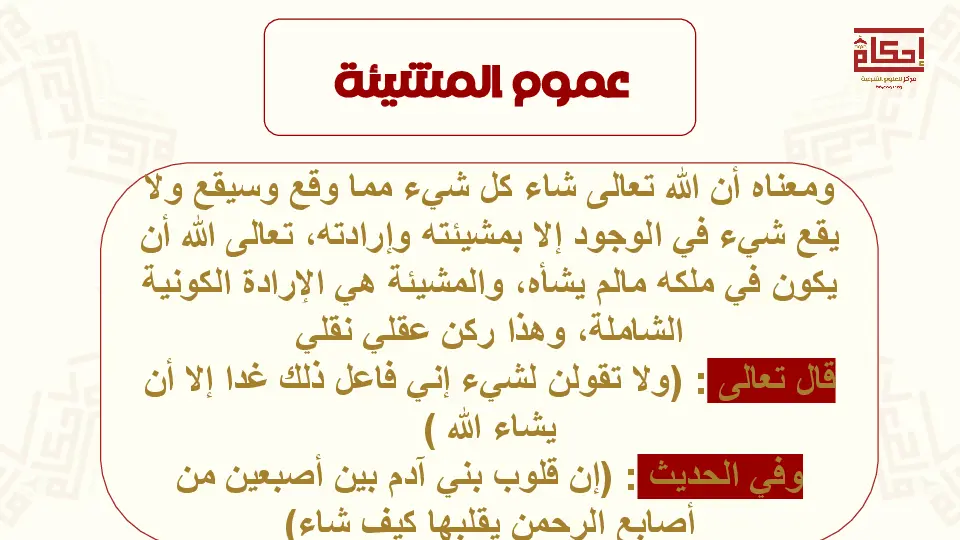 إحكام
مركز للعلوم الشرعية
عموم المشيئة
ومعناه أن الله تعالى شاء كل شيء مما وقع وسيقع ولا
يقع شيء في الوجود إلا بمشيئته وإرادته، تعالى الله أن
يكون في ملكه مالم يشأه، والمشيئة هي الإرادة الكونية
الشاملة، وهذا ركن عقلي نقلي
قال تعالى : (ولا تقولن لشيء إني فاعل ذلك غدا إلا أن
يشاء الله )
وفي الحديث : (إن قلوب بني آدم بين أصبعين من
أصابع الرحمن يقلبها كيف شاء)